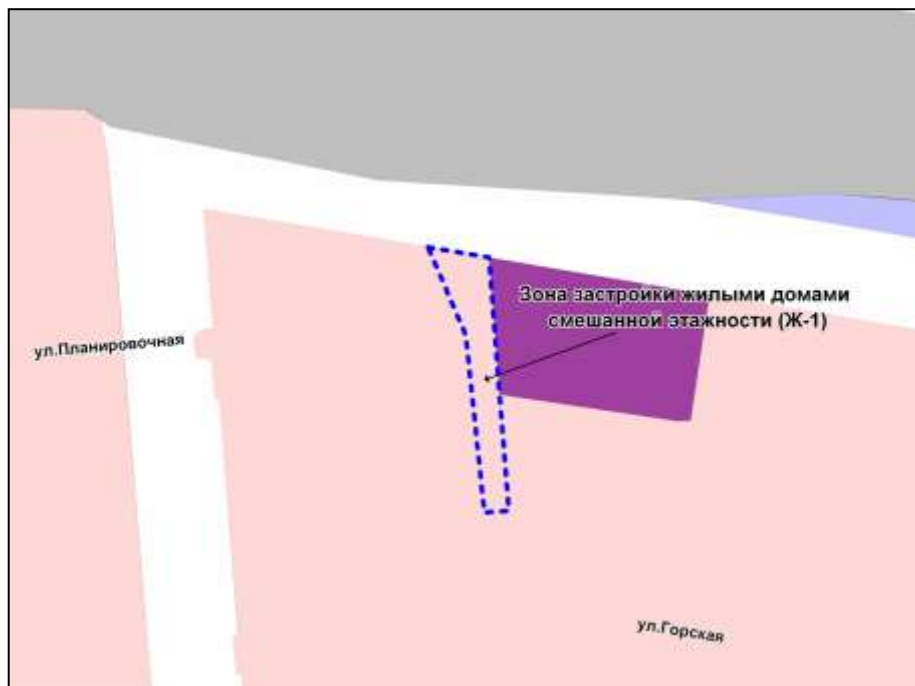 Зона застройки жилыми домами
смешанной этажности (Ж-1)
ул.Планировочная
ул.Горская